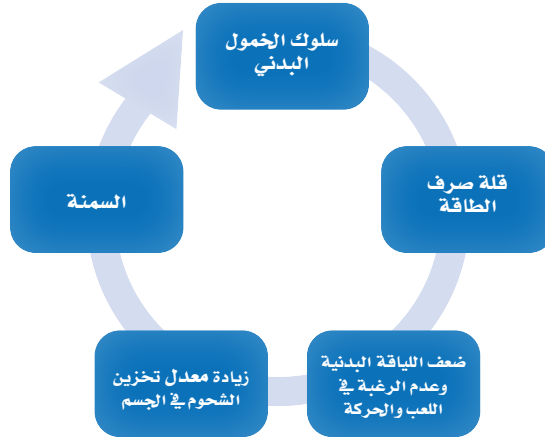 سلوك الخمول
البدني
قلة صرف
الطاقة
ضعف اللياقة البدنية
وعدم الرغبة في
اللعب والحركة
زيادة معدل تخزين
الشحوم في الجسم
السمنة